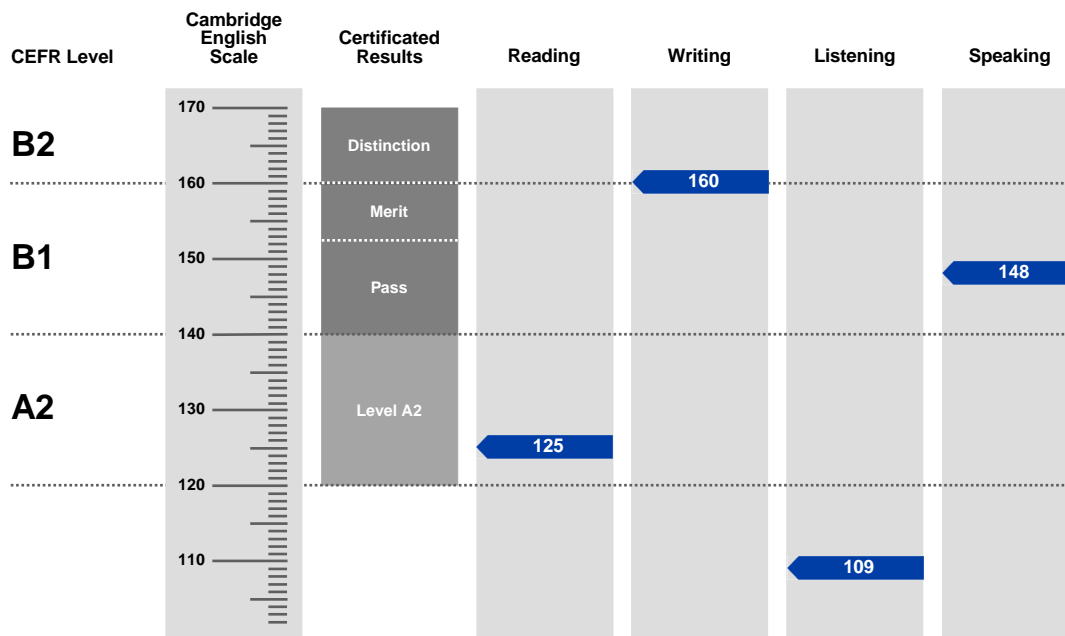 CEFR Level
Cambridge
English
Scale
Certificated
Results
Reading
Writing
Listening
Speaking
170
B2
Distinction
160
160
Merit
B1
150
148
Pass
140
A2
130
Level A2
125
120
110
109